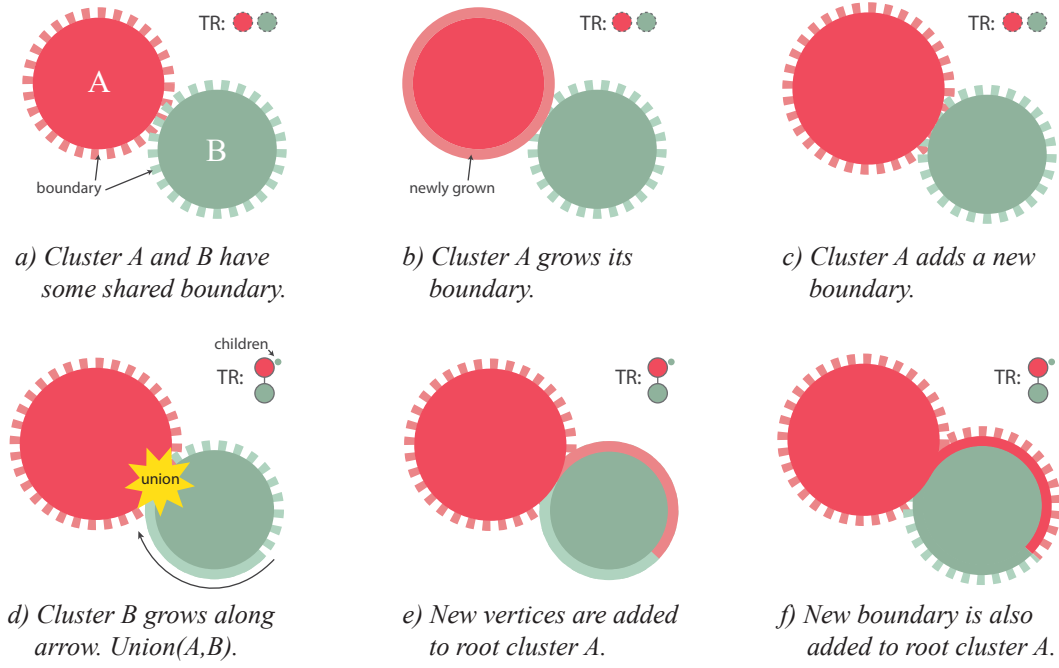 TR:
A
B
boundary
a) Cluster A and B have
some shared boundary.
TR:
newly grown
b) Cluster A grows its
boundary.
TR:
c) Cluster A adds a new
boundary.
children
TR:
union
d) Cluster B grows along
arrow. Union(A,B).
TR:
e) New vertices are added
to root cluster A.
TR:
f) New boundary is also
added to root cluster A.